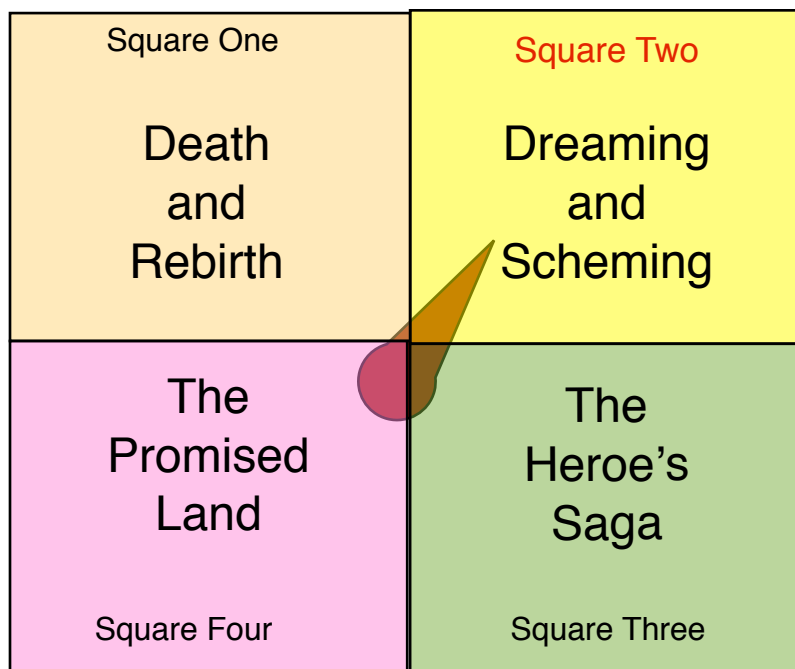 Square One
Death
and
Rebirth
Square Two
Dreaming
and
Scheming
The
Promised
Land
Square Four
The
Heroe's
Saga
Square Three